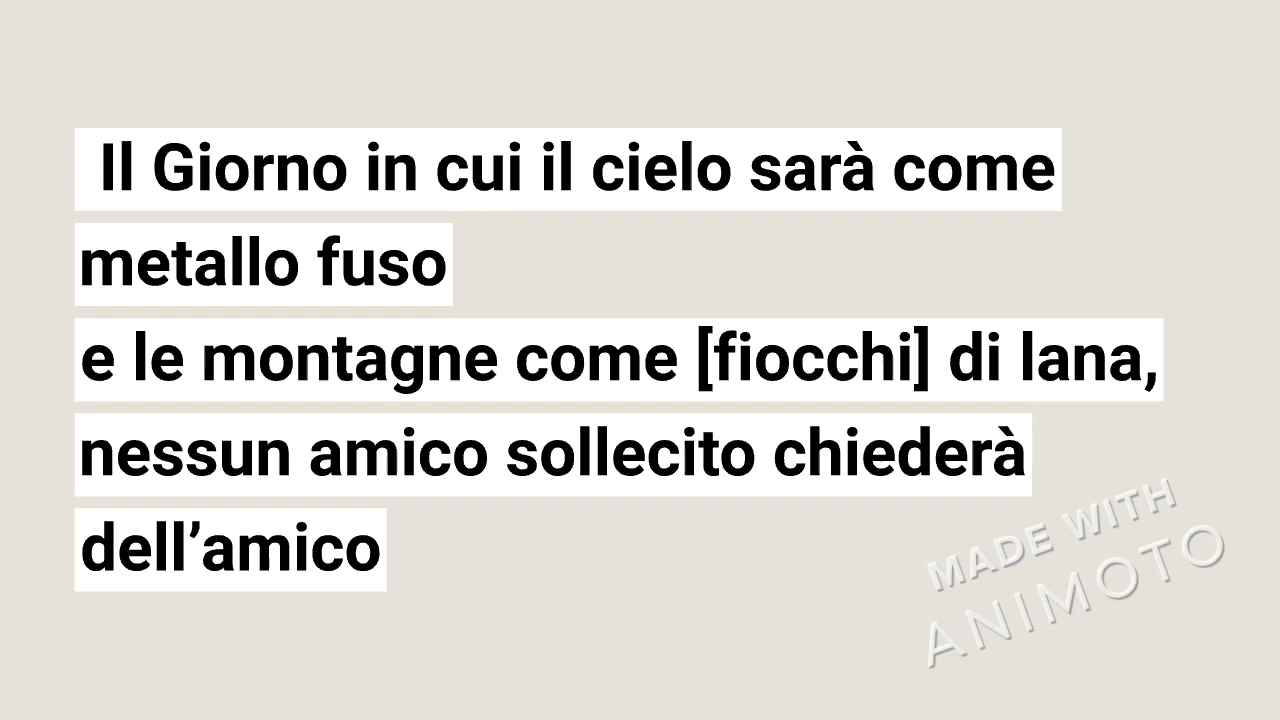 Il Giorno in cui il cielo sarà come
metallo fuso
e le montagne come [fiocchi] di lana,
nessun amico sollecito chiederà
dell’amico
MADE WITH
ANIMOTO